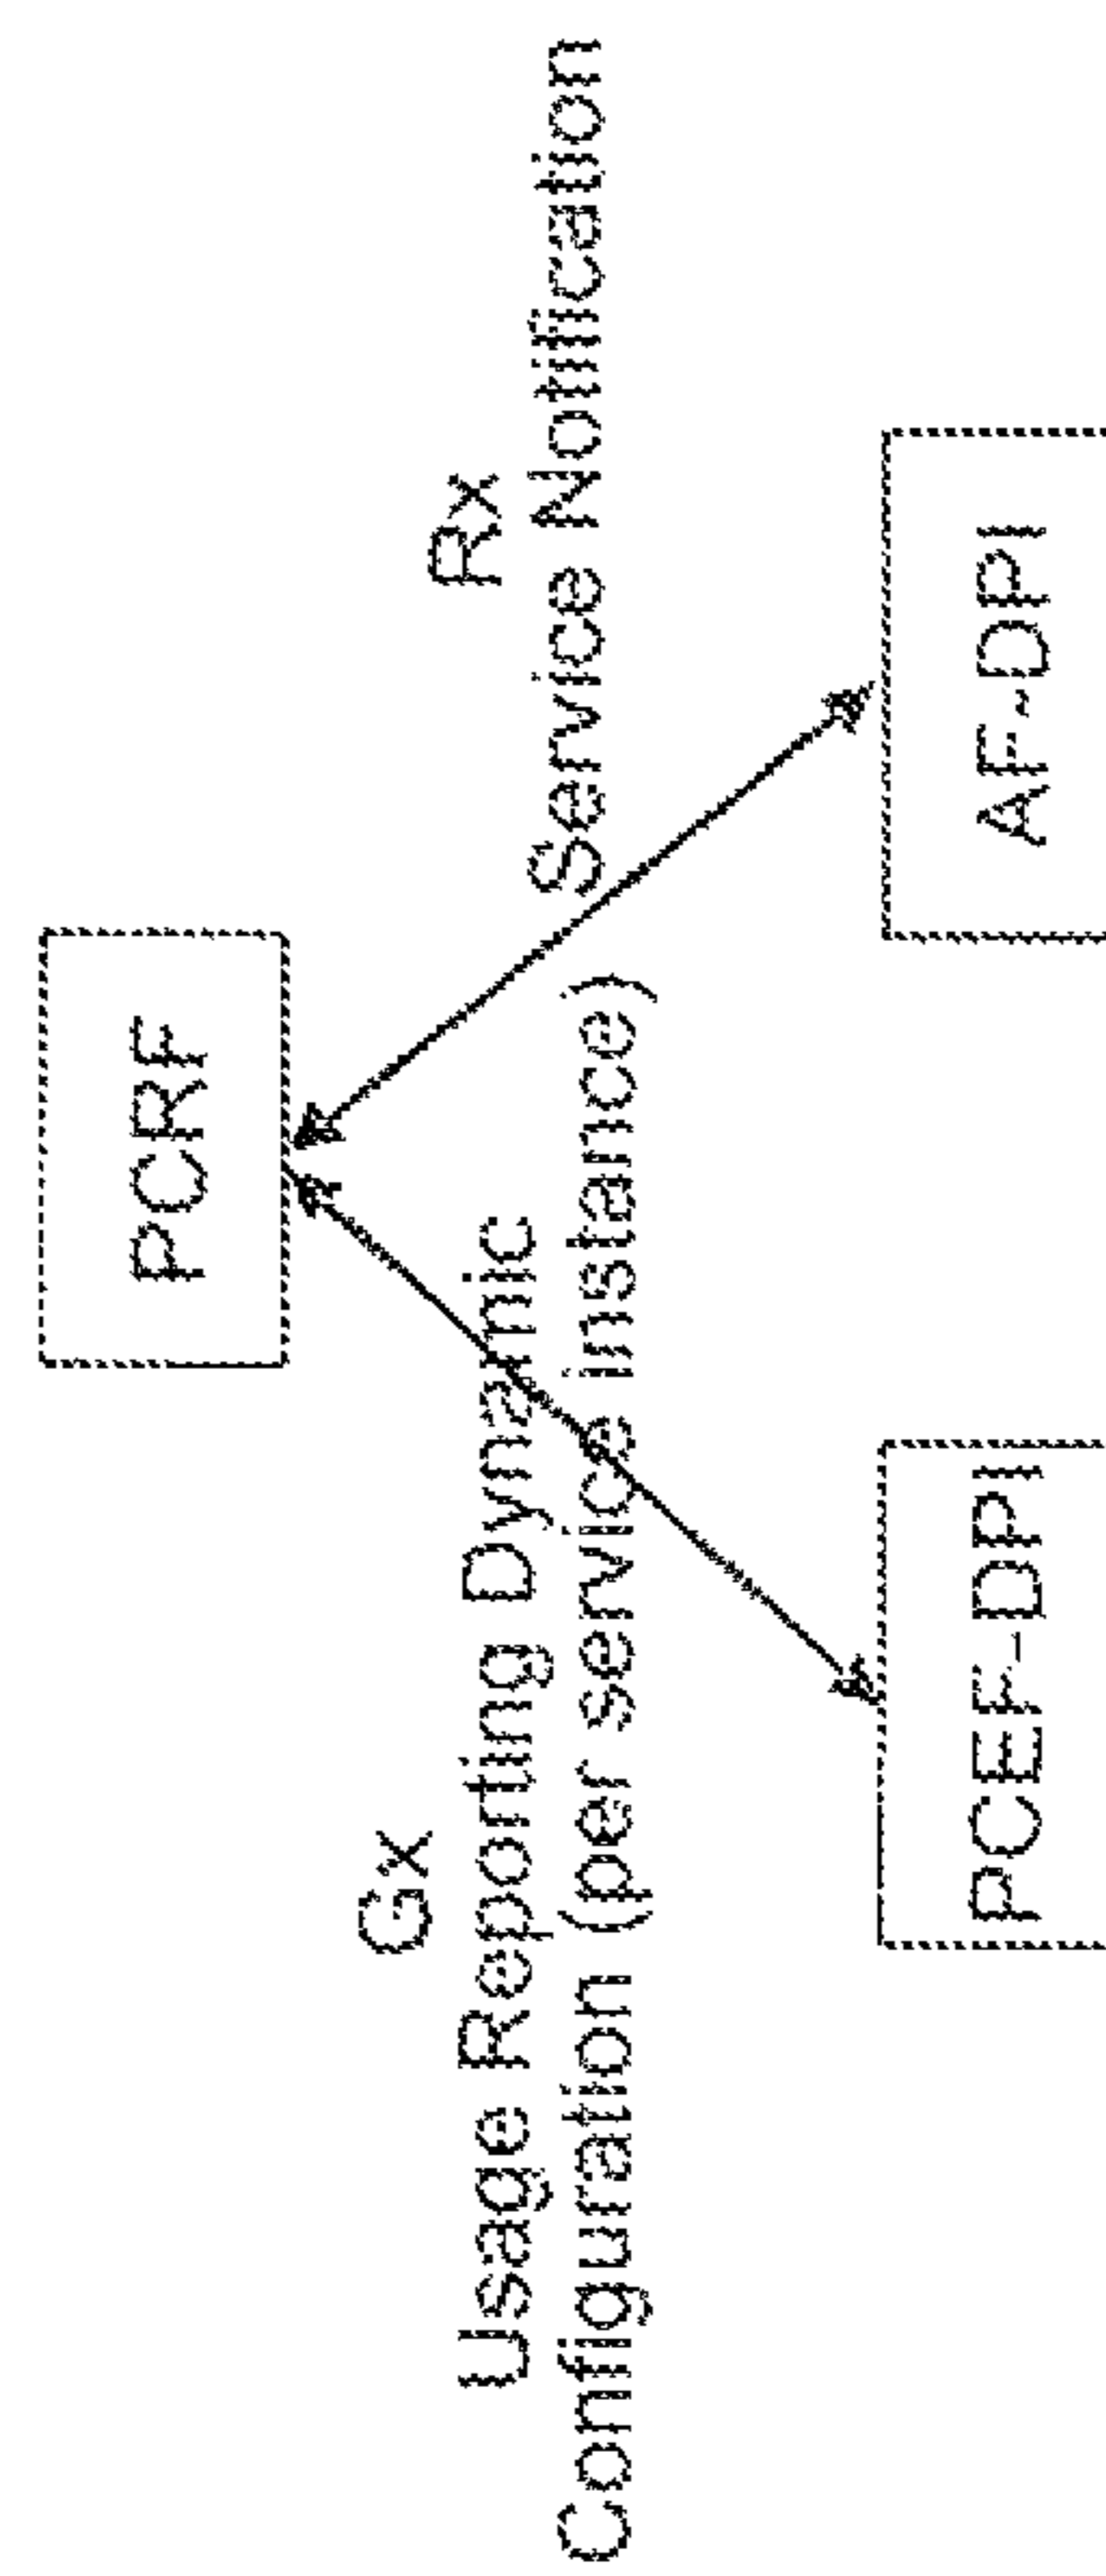 PCRF
Gx
Usage Reporting Dynamic
Configuration (per service instance)
Rx
Service Notification
PCEF-DPI
AF-DPI